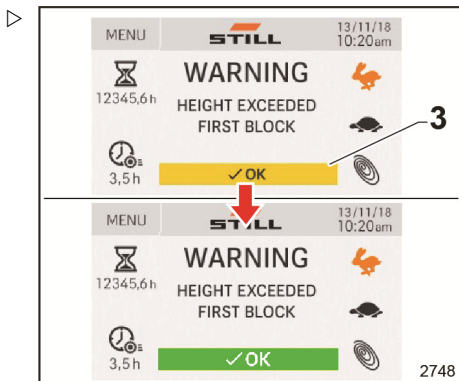 MENU STILL 13/11/18
10:20am
WARNING
12345,6h
HEIGHT EXCEEDED
FIRST BLOCK
3
3,5h ✓OK
MENU STILL 13/11/18
10:20am
WARNING
12345,6h
HEIGHT EXCEEDED
FIRST BLOCK
3,5h ✓OK
2748